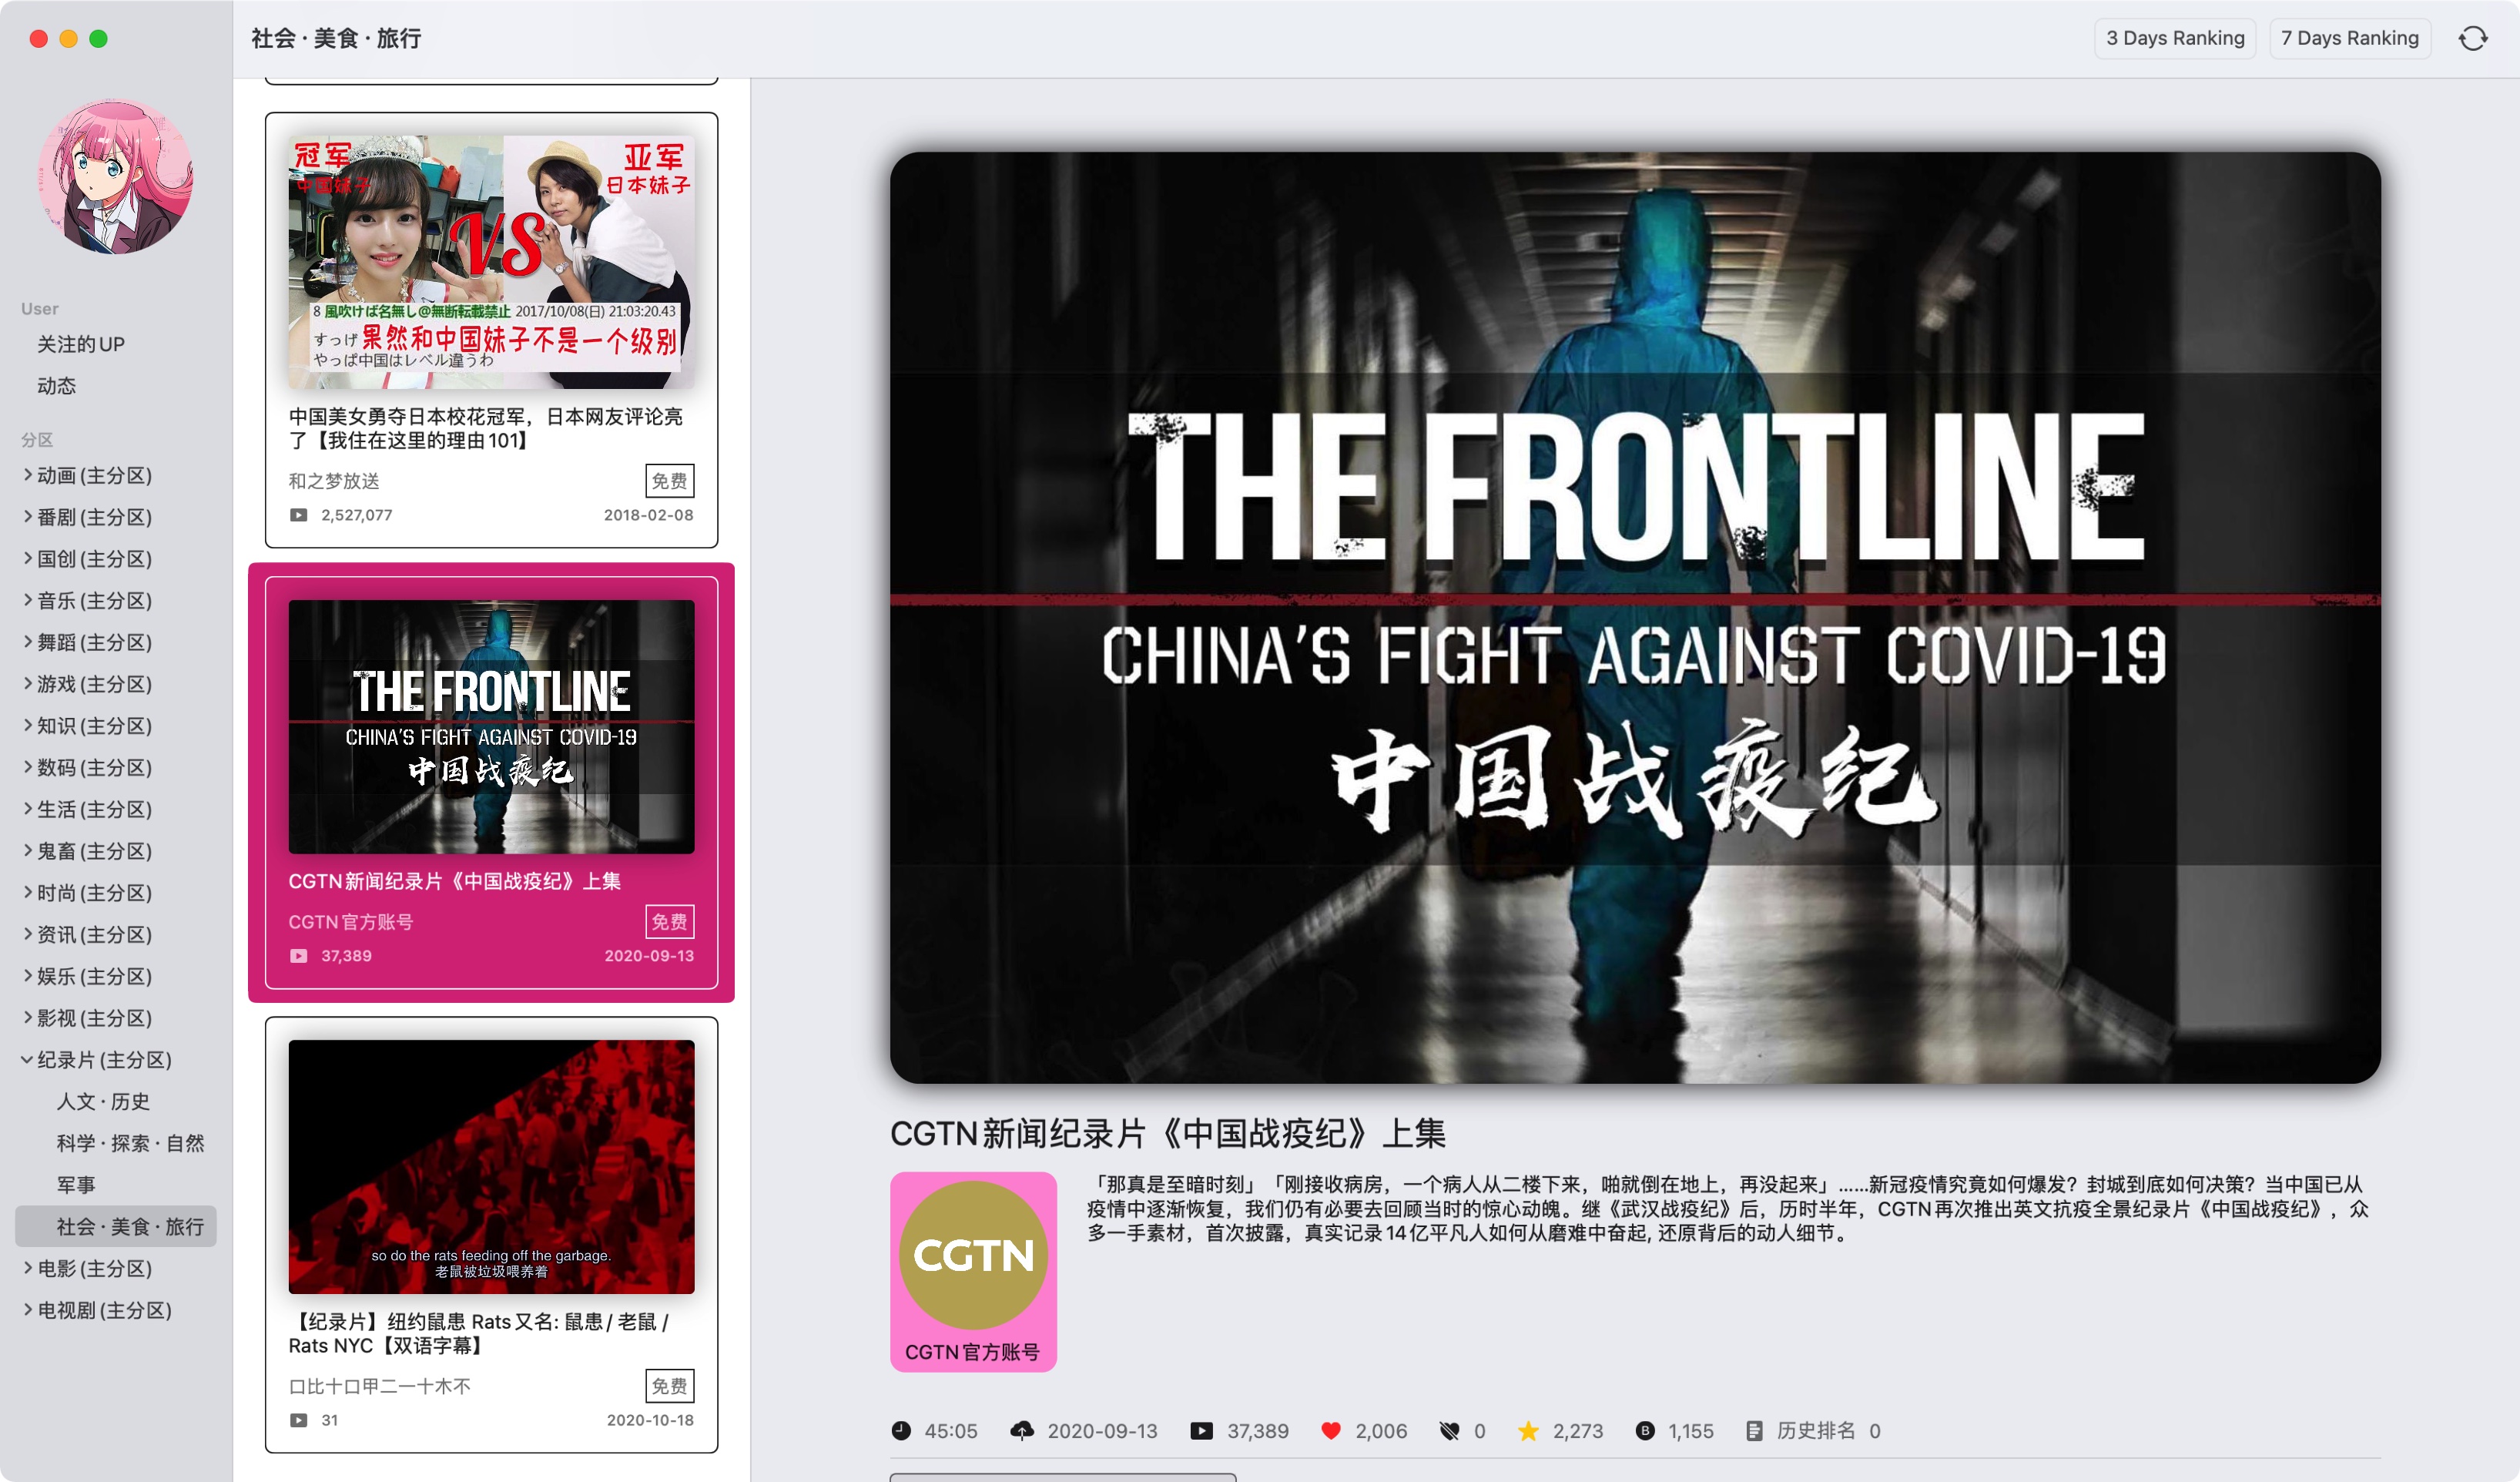 社会 · 美食 · 旅行
3 Days Ranking
7 Days Ranking
User
关注的UP
动态
分区
动画 (主分区)
番剧 (主分区)
国创 (主分区)
音乐 (主分区)
舞蹈 (主分区)
游戏 (主分区)
知识 (主分区)
数码 (主分区)
生活 (主分区)
鬼畜 (主分区)
时尚 (主分区)
资讯 (主分区)
娱乐 (主分区)
影视 (主分区)
纪录片 (主分区)
人文 · 历史
科学 · 探索 · 自然
军事
社会 · 美食 · 旅行
电影 (主分区)
电视剧 (主分区)
冠军
中国妹子
亚军
日本妹子
VS
8 風吹けば名無し@無断転載禁止 2017/10/08(日) 21:03:20.43
すっげ 果然和中国妹子不是一个级别
やっぱ中国はレベル違うわ
中国美女勇夺日本校花冠军，日本网友评论亮
了【我住在这里的理由101】
和之梦放送
免费
2,527,077
2018-02-08
THE FRONTLINE
CHINA'S FIGHT AGAINST COVID-19
中国战疫纪
CGTN新闻纪录片《中国战疫纪》上集
CGTN官方账号
免费
37,389
2020-09-13
so do the rats feeding off the garbage.
老鼠被垃圾喂养着
【纪录片】纽约鼠患 Rats又名: 鼠患 / 老鼠 /
Rats NYC【双语字幕】
口比十口甲二一十木不
免费
31
2020-10-18
THE FRONTLINE
CHINA'S FIGHT AGAINST COVID-19
中国战疫纪
CGTN新闻纪录片《中国战疫纪》上集
CGTN
CGTN官方账号
「那真是至暗时刻」「刚接收病房，一个病人从二楼下来，啪就倒在地上，再没起来」……新冠疫情究竟如何爆发？封城到底如何决策？当中国已从
疫情中逐渐恢复，我们仍有必要去回顾当时的惊心动魄。继《武汉战疫纪》后，历时半年，CGTN再次推出英文抗疫全景纪录片《中国战疫纪》，众
多一手素材，首次披露，真实记录14亿平凡人如何从磨难中奋起, 还原背后的动人细节。
45:05
2020-09-13
37,389
2,006
0
2,273
B 1,155
历史排名 0